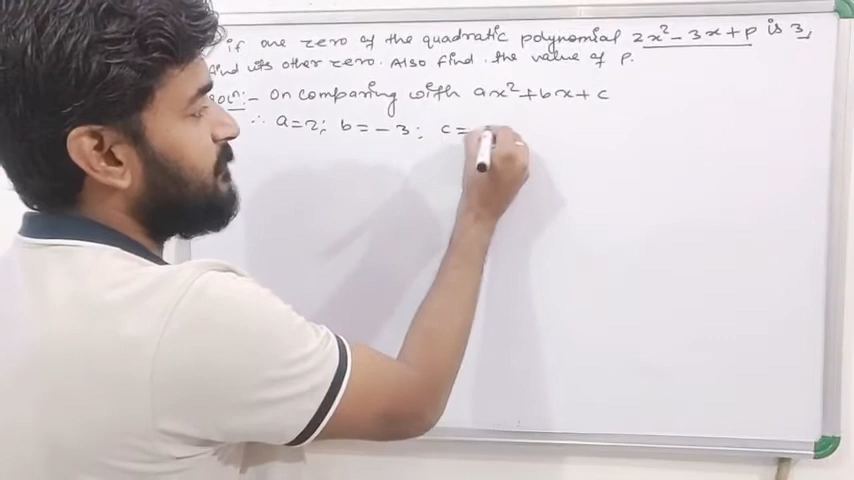 if one zero of the quadratic polynomial 2x² - 3x + p is 3,
find its other zero. Also find the value of p.
Solⁿ:- On comparing with ax² + bx + c
∴ a = 2; b = -3; c =